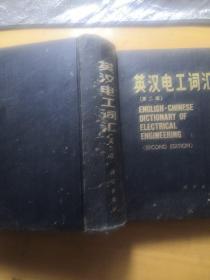 英汉电工词汇
英汉电工词汇
(第二版)
ENGLISH-CHINESE
DICTIONARY OF
ELECTRICAL
ENGINEERING
(SECOND EDITION)